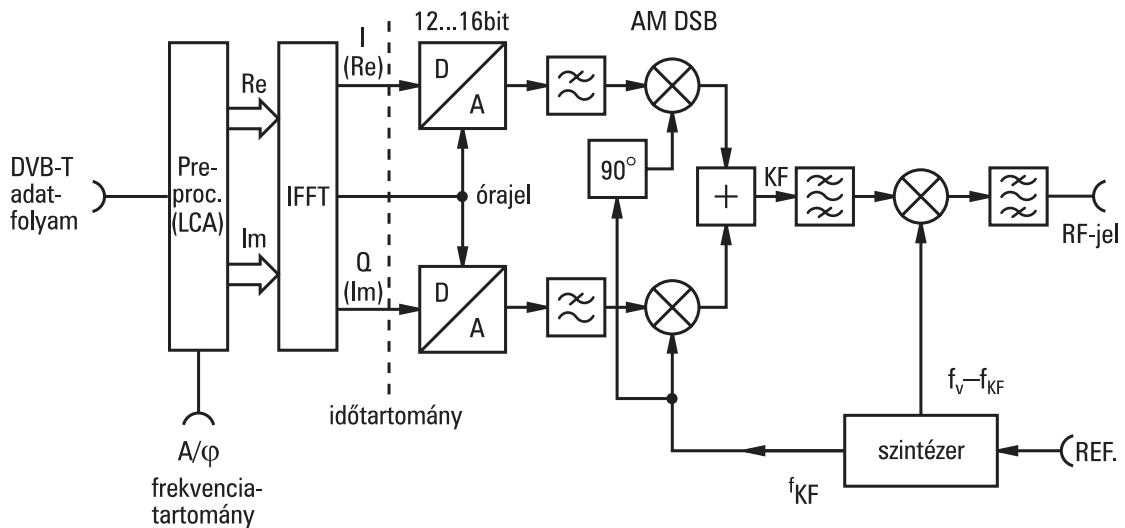 12...16bit
AM DSB
I
(Re)
Re
D
A
90°
DVB-T
adat-
folyam
Pre-
proc.
(LCA)
IFFT
órajel
+
KF
RF-jel
Im
Q
(Im)
D
A
időtartomány
fv–fKF
A/φ
frekvencia-
tartomány
szintézer
REF.
fKF